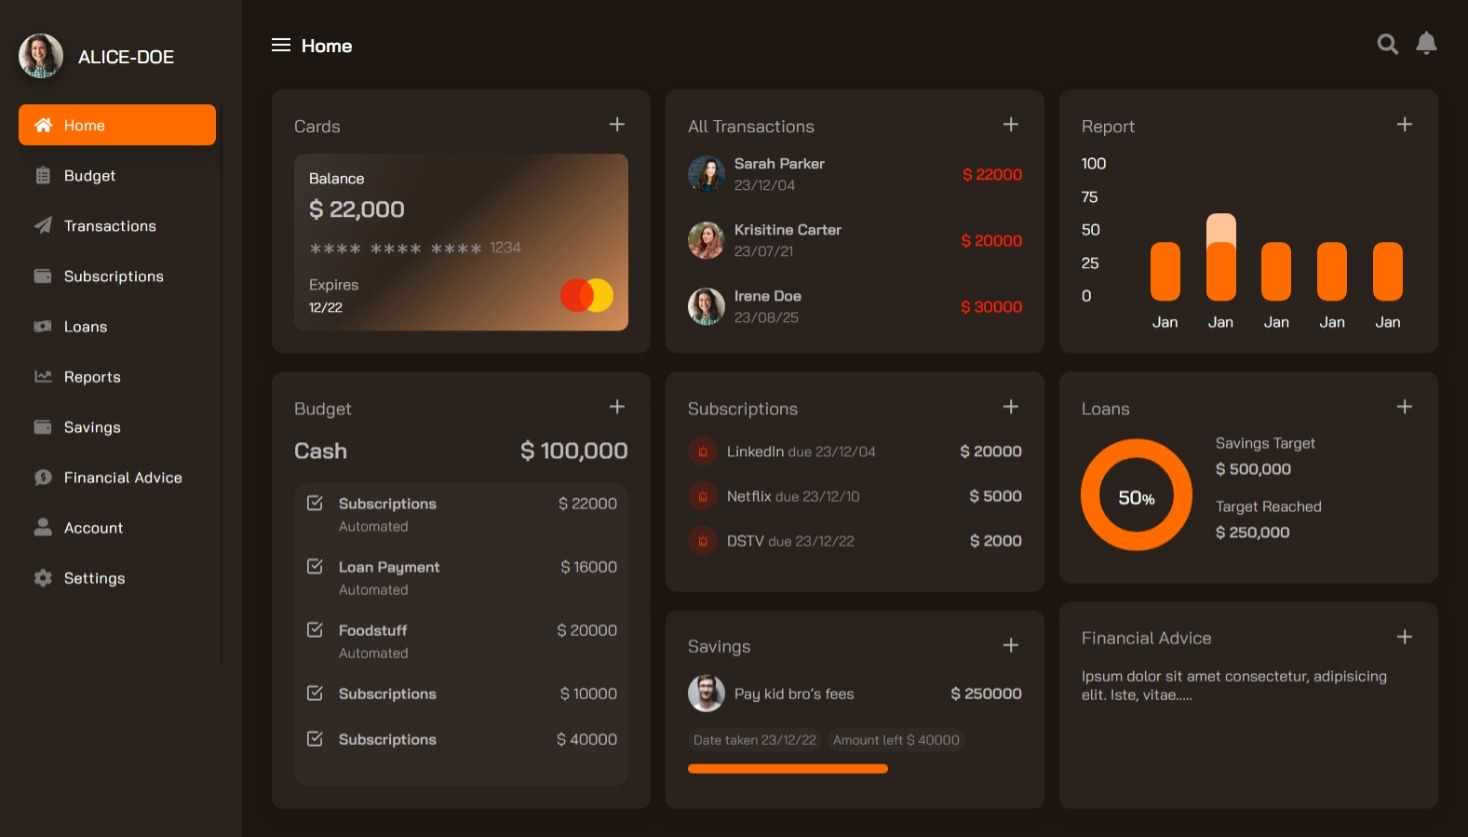 ALICE-DOE
Home
Budget
Transactions
Subscriptions
Loans
Reports
Savings
Financial Advice
Account
Settings
Home
Cards
Balance
$ 22,000
**** **** **** 1234
Expires
12/22
All Transactions
Sarah Parker
23/12/04
$ 22000
Krisitine Carter
23/07/21
$ 20000
Irene Doe
23/08/25
$ 30000
Report
100
75
50
25
0
Jan Jan Jan Jan Jan
Budget
Cash $ 100,000
Subscriptions $ 22000
Automated
Loan Payment $ 16000
Automated
Foodstuff $ 20000
Automated
Subscriptions $ 10000
Subscriptions $ 40000
Subscriptions
LinkedIn due 23/12/04 $ 20000
Netflix due 23/12/10 $ 5000
DSTV due 23/12/22 $ 2000
Savings
Pay kid bro's fees $ 250000
Date taken 23/12/22 Amount left $ 40000
Loans
50%
Savings Target
$ 500,000
Target Reached
$ 250,000
Financial Advice
Ipsum dolor sit amet consectetur, adipisicing
elit. Iste, vitae.....